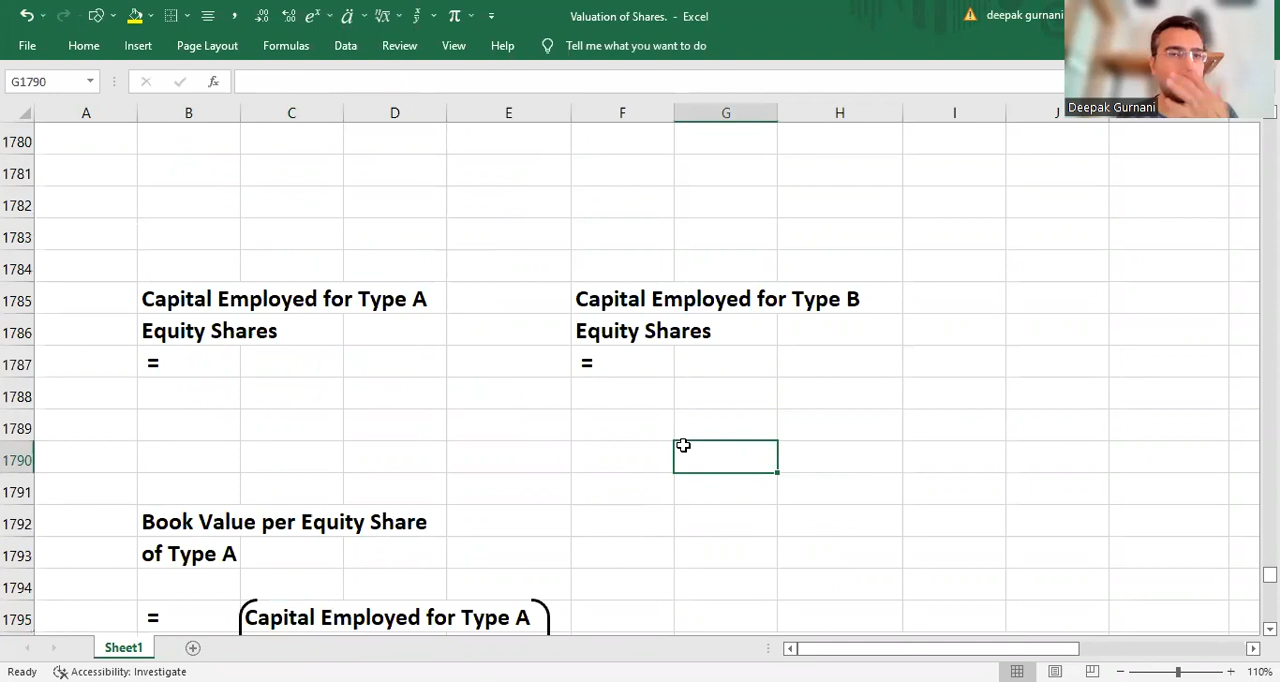 Valuation of Shares. - Excel
deepak gurnani
File Home Insert Page Layout Formulas Data Review View Help Tell me what you want to do
G1790
fx
Deepak Gurnani
A B C D E F G H I J
1780
1781
1782
1783
1784
1785 Capital Employed for Type A Capital Employed for Type B
1786 Equity Shares Equity Shares
1787 = =
1788
1789
1790
1791
1792 Book Value per Equity Share
1793 of Type A
1794
1795 = Capital Employed for Type A
Sheet1
Ready Accessibility: Investigate 110%